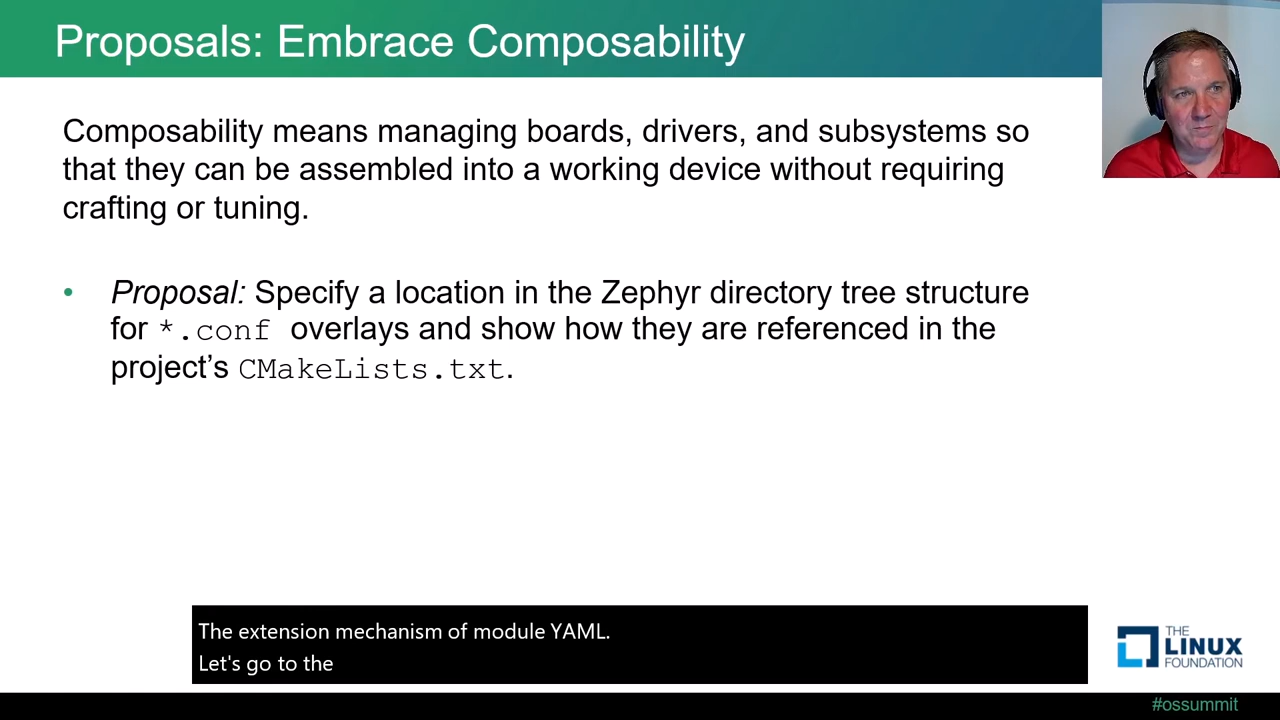 Proposals: Embrace Composability
Composability means managing boards, drivers, and subsystems so
that they can be assembled into a working device without requiring
crafting or tuning.
• Proposal: Specify a location in the Zephyr directory tree structure
for *.conf overlays and show how they are referenced in the
project’s CMakeLists.txt.
The extension mechanism of module YAML.
Let's go to the
THE
LINUX
FOUNDATION
#ossummit